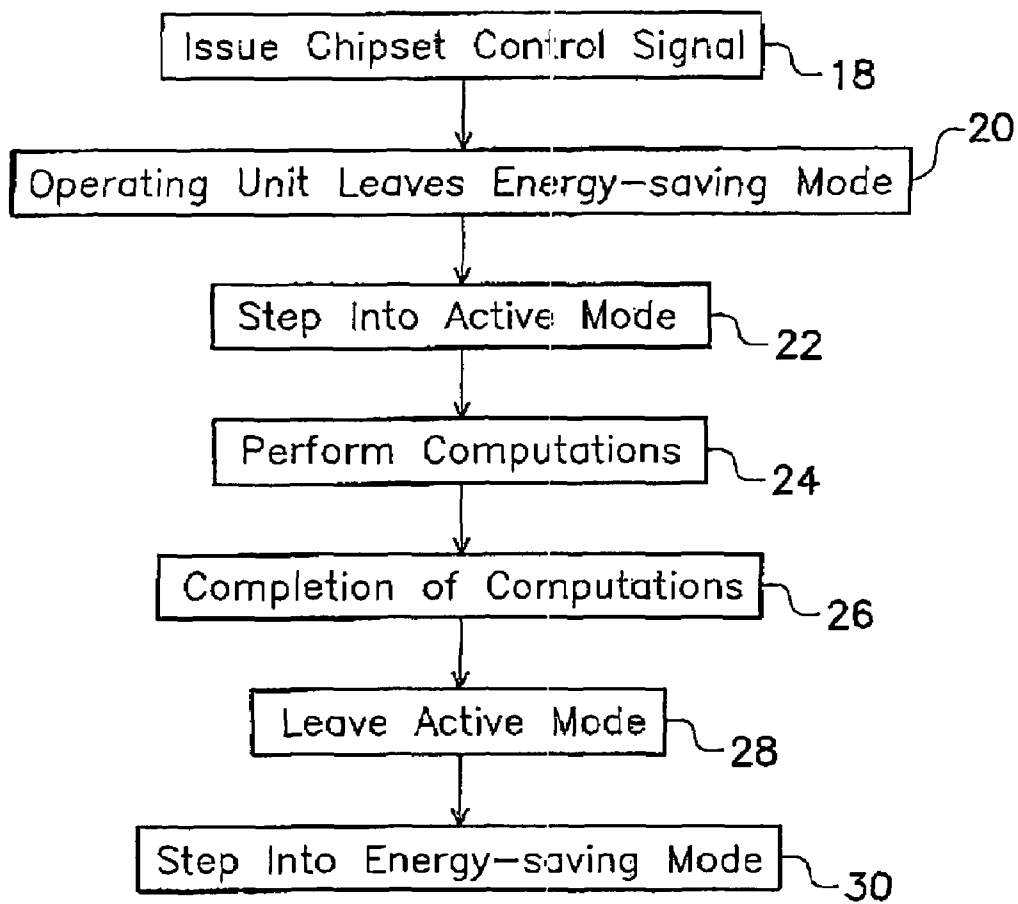 Issue Chipset Control Signal
18
20
Operating Unit Leaves Energy-saving Mode
Step Into Active Mode
22
Perform Computations
24
Completion of Computations
26
Leave Active Mode
28
Step Into Energy-saving Mode
30